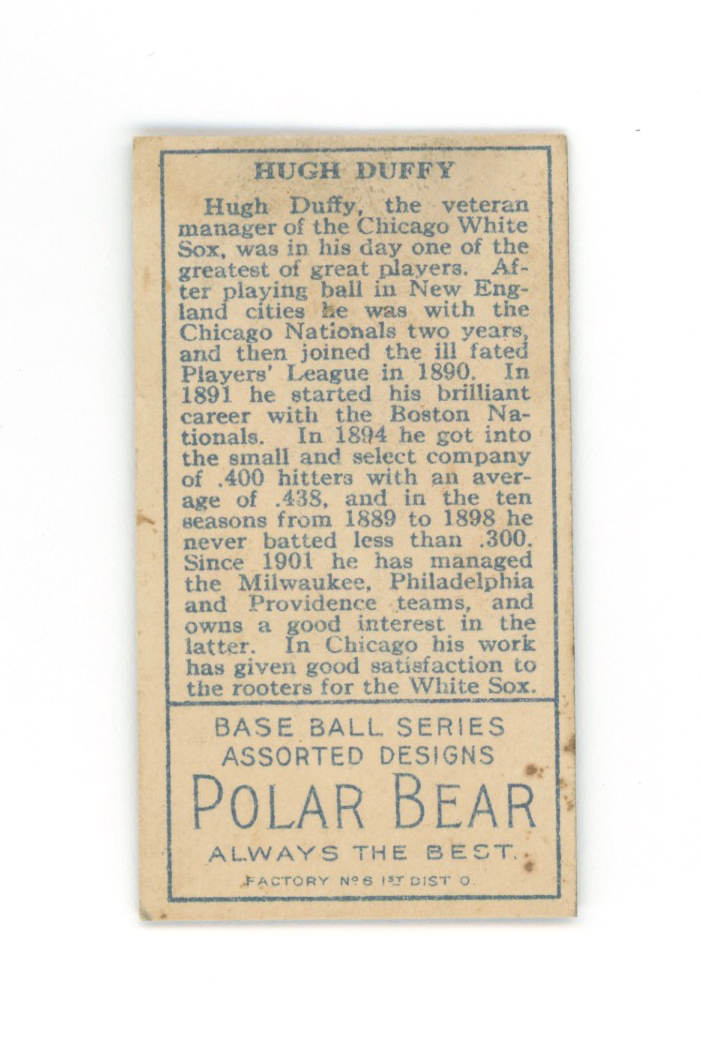 HUGH DUFFY
Hugh Duffy, the veteran
manager of the Chicago White
Sox, was in his day one of the
greatest of great players. Af-
ter playing ball in New Eng-
land cities he was with the
Chicago Nationals two years,
and then joined the ill fated
Players' League in 1890. In
1891 he started his brilliant
career with the Boston Na-
tionals. In 1894 he got into
the small and select company
of .400 hitters with an aver-
age of .438, and in the ten
seasons from 1889 to 1898 he
never batted less than .300.
Since 1901 he has managed
the Milwaukee, Philadelphia
and Providence teams, and
owns a good interest in the
latter. In Chicago his work
has given good satisfaction to
the rooters for the White Sox.
BASE BALL SERIES
ASSORTED DESIGNS
POLAR BEAR
ALWAYS THE BEST.
FACTORY Nº 6 1ST DIST O.